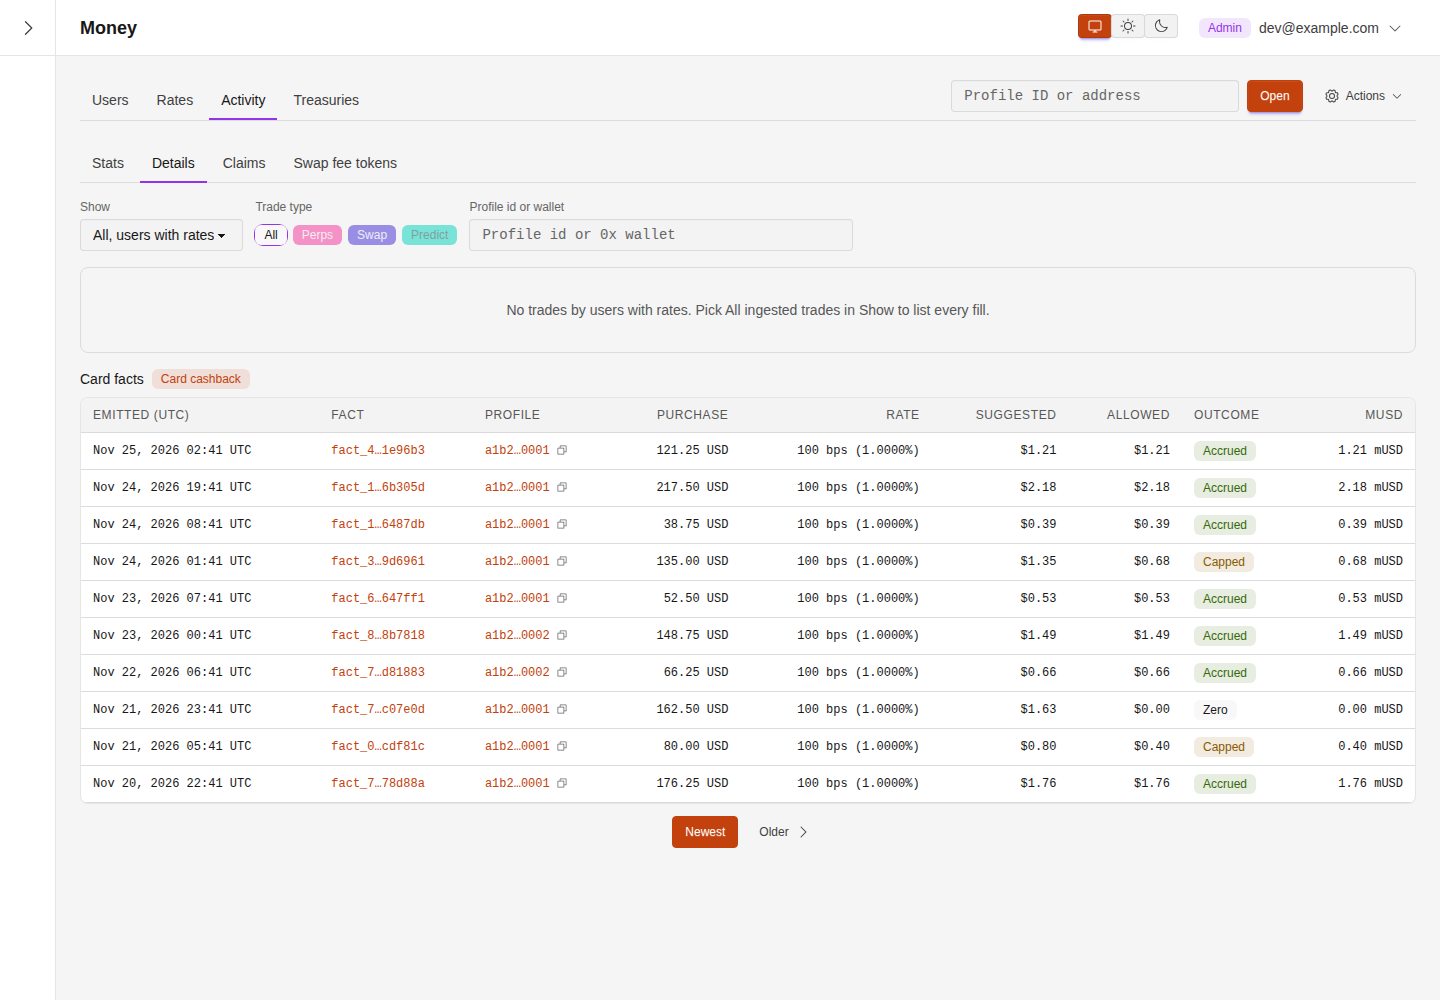 Money
Admin
dev@example.com
Users Rates Activity Treasuries
Profile ID or address
Open
Actions
Stats Details Claims Swap fee tokens
Show Trade type Profile id or wallet
All, users with rates All Perps Swap Predict Profile id or 0x wallet
No trades by users with rates. Pick All ingested trades in Show to list every fill.
Card facts Card cashback
EMITTED (UTC) FACT PROFILE PURCHASE RATE SUGGESTED ALLOWED OUTCOME MUSD
Nov 25, 2026 02:41 UTC fact_4…1e96b3 a1b2…0001 121.25 USD 100 bps (1.0000%) $1.21 $1.21 Accrued 1.21 mUSD
Nov 24, 2026 19:41 UTC fact_1…6b305d a1b2…0001 217.50 USD 100 bps (1.0000%) $2.18 $2.18 Accrued 2.18 mUSD
Nov 24, 2026 08:41 UTC fact_1…6487db a1b2…0001 38.75 USD 100 bps (1.0000%) $0.39 $0.39 Accrued 0.39 mUSD
Nov 24, 2026 01:41 UTC fact_3…9d6961 a1b2…0001 135.00 USD 100 bps (1.0000%) $1.35 $0.68 Capped 0.68 mUSD
Nov 23, 2026 07:41 UTC fact_6…647ff1 a1b2…0001 52.50 USD 100 bps (1.0000%) $0.53 $0.53 Accrued 0.53 mUSD
Nov 23, 2026 00:41 UTC fact_8…8b7818 a1b2…0002 148.75 USD 100 bps (1.0000%) $1.49 $1.49 Accrued 1.49 mUSD
Nov 22, 2026 06:41 UTC fact_7…d81883 a1b2…0002 66.25 USD 100 bps (1.0000%) $0.66 $0.66 Accrued 0.66 mUSD
Nov 21, 2026 23:41 UTC fact_7…c07e0d a1b2…0001 162.50 USD 100 bps (1.0000%) $1.63 $0.00 Zero 0.00 mUSD
Nov 21, 2026 05:41 UTC fact_0…cdf81c a1b2…0001 80.00 USD 100 bps (1.0000%) $0.80 $0.40 Capped 0.40 mUSD
Nov 20, 2026 22:41 UTC fact_7…78d88a a1b2…0001 176.25 USD 100 bps (1.0000%) $1.76 $1.76 Accrued 1.76 mUSD
Newest Older